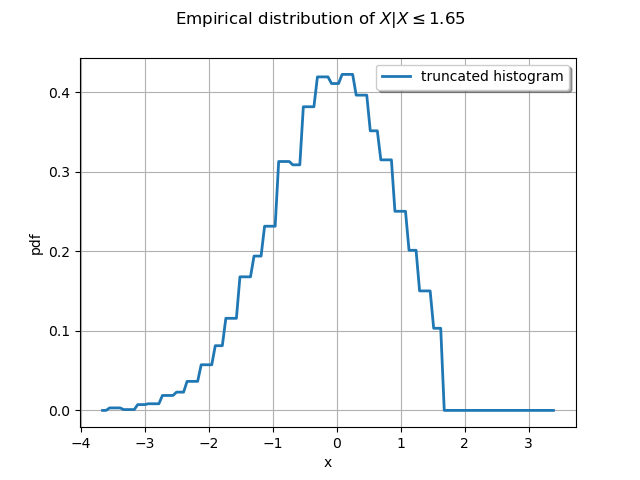 Empirical distribution of X|X ≤ 1.65
truncated histogram
pdf
0.4
0.3
0.2
0.1
0.0
−4 −3 −2 −1 0 1 2 3
x